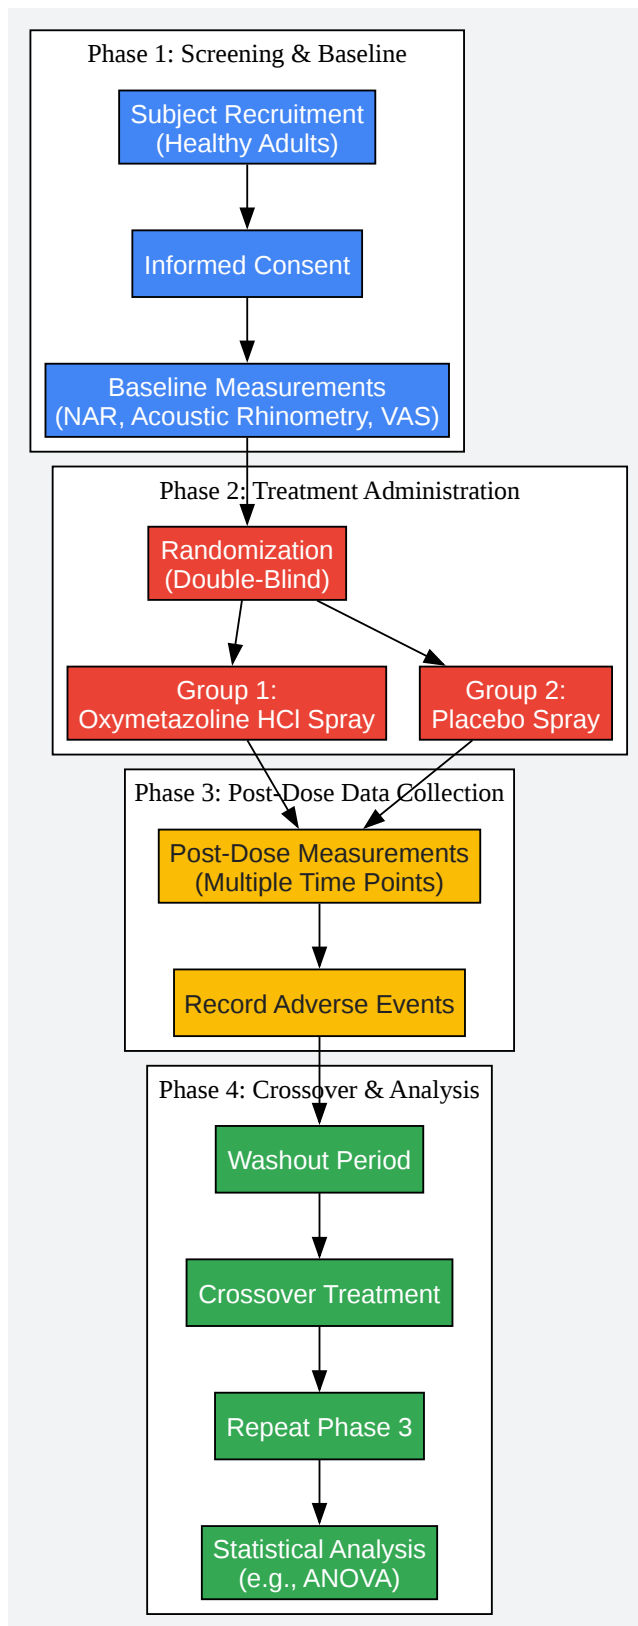 Phase 1: Screening & Baseline
Subject Recruitment
(Healthy Adults)
Informed Consent
Baseline Measurements
(NAR, Acoustic Rhinometry, VAS)
Phase 2: Treatment Administration
Randomization
(Double-Blind)
Group 1:
Oxymetazoline HCl Spray
Group 2:
Placebo Spray
Phase 3: Post-Dose Data Collection
Post-Dose Measurements
(Multiple Time Points)
Record Adverse Events
Phase 4: Crossover & Analysis
Washout Period
Crossover Treatment
Repeat Phase 3
Statistical Analysis
(e.g., ANOVA)